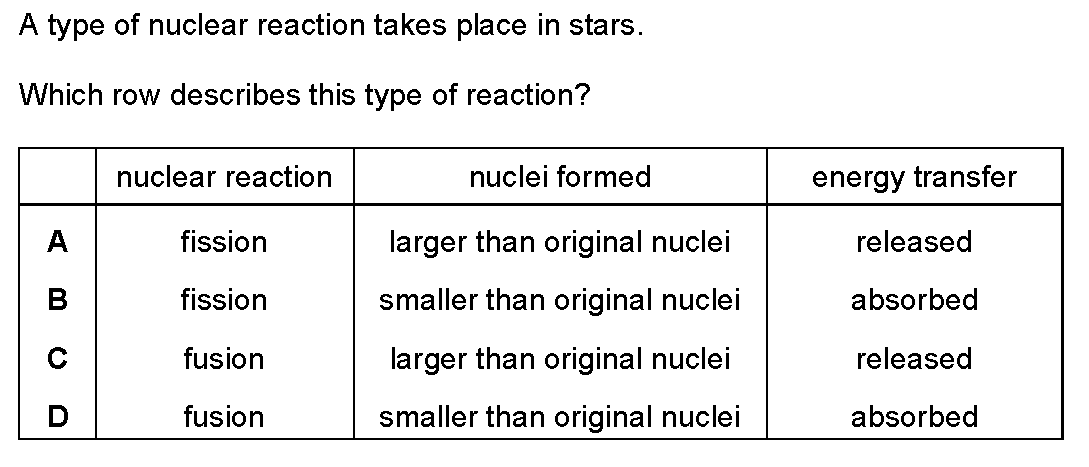 A type of nuclear reaction takes place in stars.
Which row describes this type of reaction?
nuclear reaction nuclei formed energy transfer
A fission larger than original nuclei released
B fission smaller than original nuclei absorbed
C fusion larger than original nuclei released
D fusion smaller than original nuclei absorbed